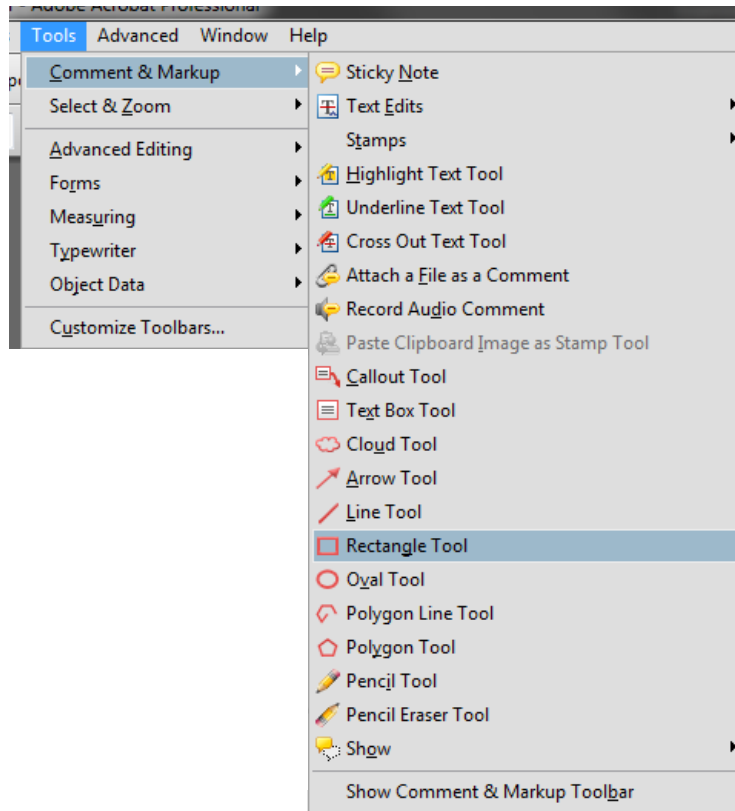 - Adobe Acrobat Professional
Tools Advanced Window Help
Comment & Markup
Select & Zoom
Advanced Editing
Forms
Measuring
Typewriter
Object Data
Customize Toolbars...
Sticky Note
Text Edits
Stamps
Highlight Text Tool
Underline Text Tool
Cross Out Text Tool
Attach a File as a Comment
Record Audio Comment
Paste Clipboard Image as Stamp Tool
Callout Tool
Text Box Tool
Cloud Tool
Arrow Tool
Line Tool
Rectangle Tool
Oval Tool
Polygon Line Tool
Polygon Tool
Pencil Tool
Pencil Eraser Tool
Show
Show Comment & Markup Toolbar